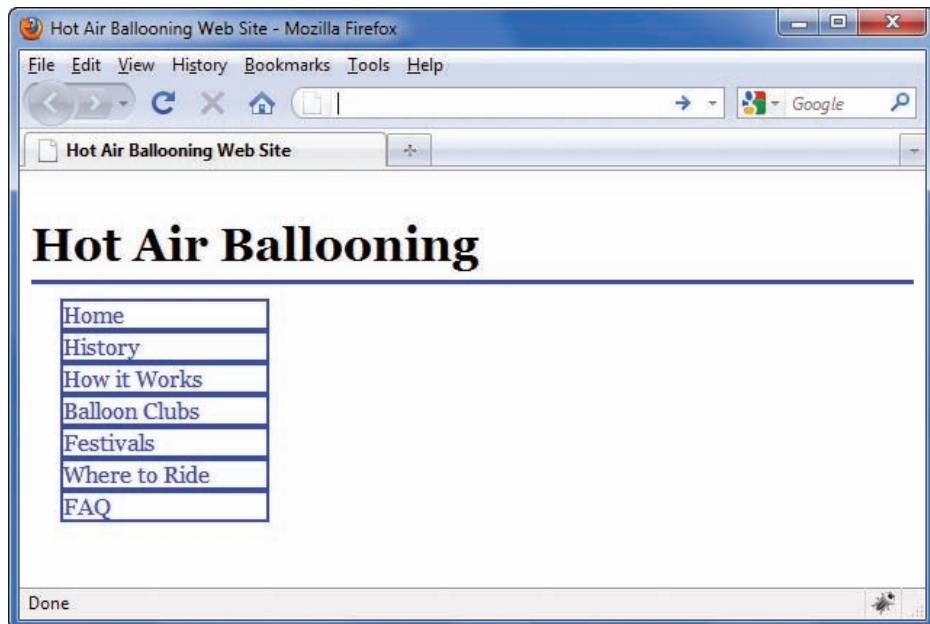 Hot Air Ballooning Web Site - Mozilla Firefox
File Edit View History Bookmarks Tools Help
Google
Hot Air Ballooning Web Site
Hot Air Ballooning
Home
History
How it Works
Balloon Clubs
Festivals
Where to Ride
FAQ
Done